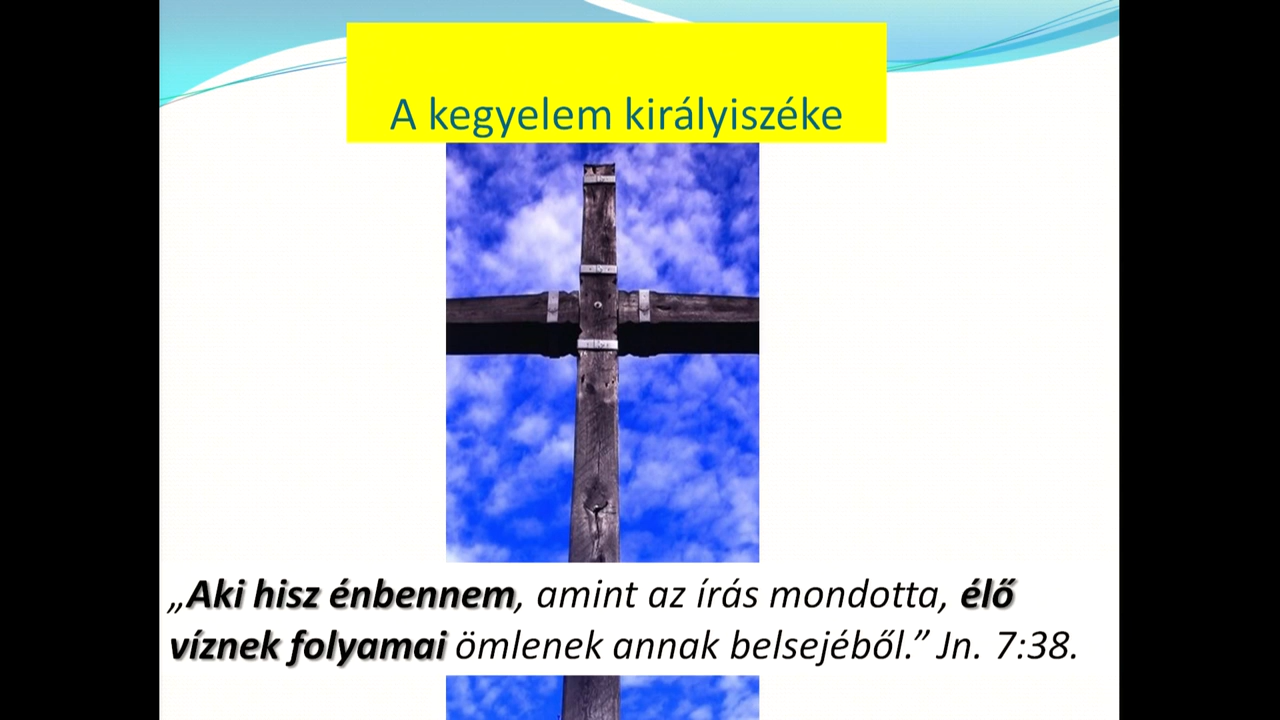 A kegyelem királyiszéke
„Aki hisz énbennem, amint az írás mondotta, élő
víznek folyamai ömlenek annak belsejéből.” Jn. 7:38.